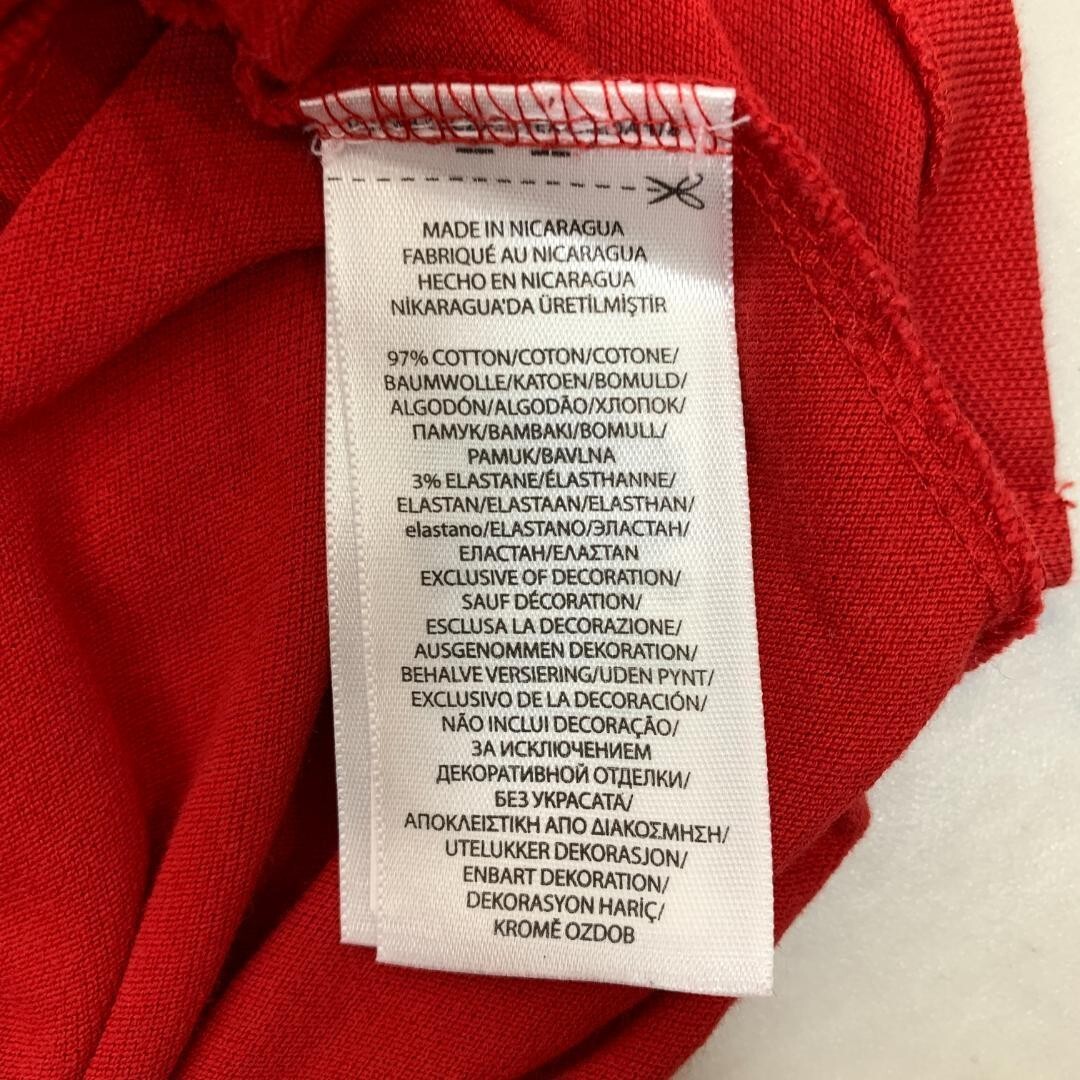 MADE IN NICARAGUA
FABRIQUÉ AU NICARAGUA
HECHO EN NICARAGUA
NİKARAGUA'DA ÜRETİLMİŞTİR
97% COTTON/COTON/COTONE/
BAUMWOLLE/KATOEN/BOMULD/
ALGODÓN/ALGODÃO/ХЛОПОК/
ПАМУК/ΒΑΜΒΑΚΙ/BOMULL/
PAMUK/BAVLNA
3% ELASTANE/ÉLASTHANNE/
ELASTAN/ELASTAAN/ELASTHAN/
elastano/ELASTANO/ЭЛАСТАН/
ЕЛАСТАН/ΕΛΑΣΤΑΝ
EXCLUSIVE OF DECORATION/
SAUF DÉCORATION/
ESCLUSA LA DECORAZIONE/
AUSGENOMMEN DEKORATION/
BEHALVE VERSIERING/UDEN PYNT/
EXCLUSIVO DE LA DECORACIÓN/
NÃO INCLUI DECORAÇÃO/
ЗА ИСКЛЮЧЕНИЕМ
ДЕКОРАТИВНОЙ ОТДЕЛКИ/
БЕЗ УКРАСАТА/
ΑΠΟΚΛΕΙΣΤΙΚΗ ΑΠΟ ΔΙΑΚΟΣΜΗΣΗ/
UTELUKKER DEKORASJON/
ENBART DEKORATION/
DEKORASYON HARİÇ/
KROMĚ OZDOB